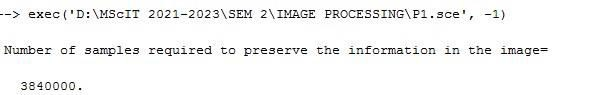 --> exec('D:\MScIT 2021-2023\SEM 2\IMAGE PROCESSING\P1.sce', -1)
Number of samples required to preserve the information in the image=
3840000.